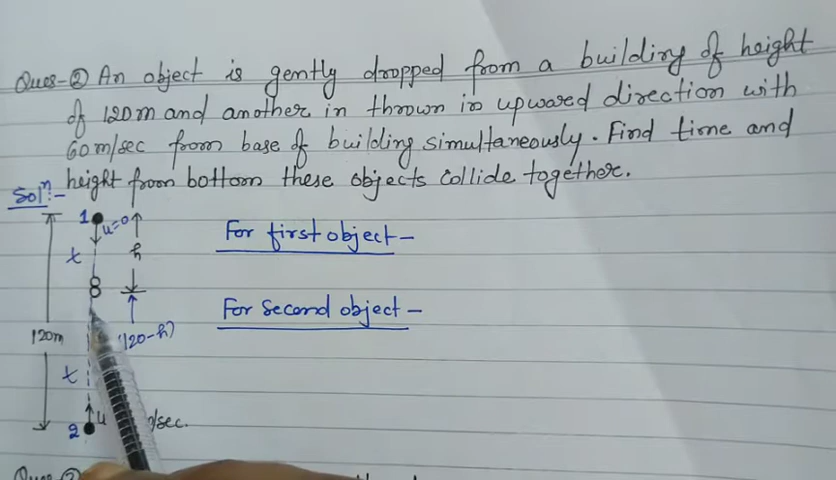 Ques-② An object is gently dropped from a building of height
of 120m and another in thrown in upward direction with
60m/sec from base of building simultaneously. Find time and
height from bottom these objects collide together.
Solⁿ:-
1
u=0
For first object-
t
h
For second object-
120m
(120-h)
t
u
/sec.
2